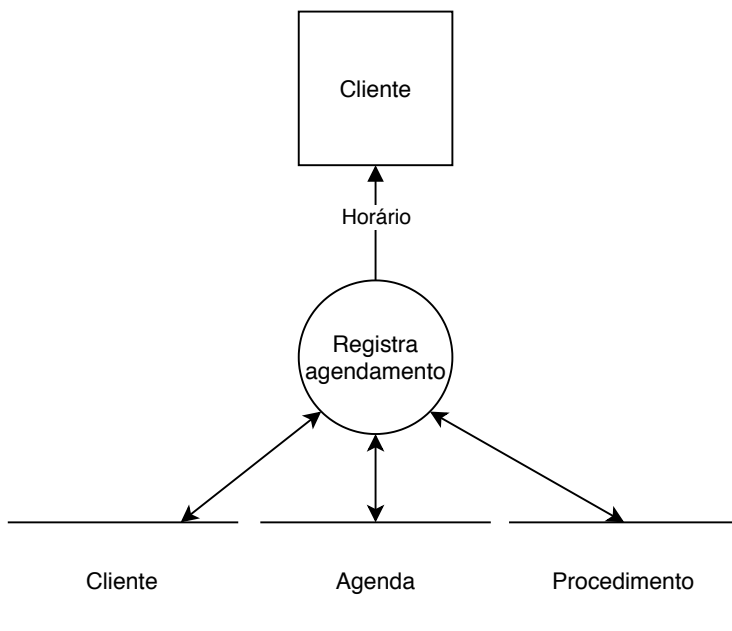 Cliente
Horário
Registra
agendamento
Cliente
Agenda
Procedimento